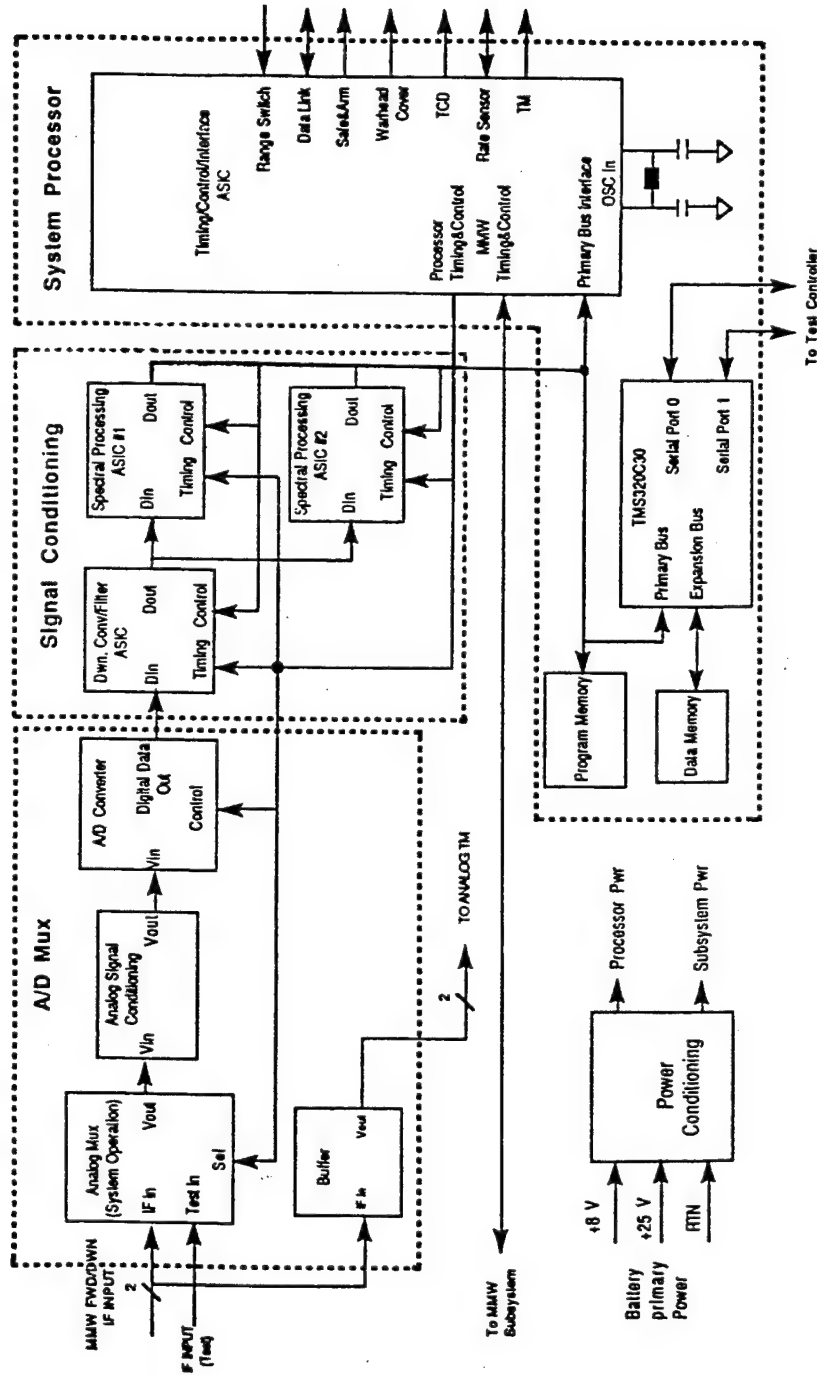 A/D Mux
Signal Conditioning
System Processor
MMW FWD/DWN
IF INPUT
2
IF INPUT
(Test)
Analog Mux
(System Operation)
IF In
Vout
Test In
Sel
Analog Signal
Conditioning
Vin
Vout
A/D Converter
Vin
Digital Data
Out
Control
Buffer
IF In
Vout
2
TO ANALOG TM
Dwn. Conv/Filter
ASIC
Din
Dout
Timing
Control
Spectral Processing
ASIC #1
Din
Dout
Timing
Control
Spectral Processing
ASIC #2
Din
Dout
Timing
Control
Timing/Control/Interface
ASIC
Range Switch
Data Link
Safe&Arm
Warhead
Cover
TCD
Rate Sensor
TM
Processor
Timing&Control
MMW
Timing&Control
Primary Bus Interface
OSC In
To MMW
Subsystem
Program Memory
Data Memory
TMS320C30
Primary Bus
Expansion Bus
Serial Port 0
Serial Port 1
To Test Controller
Battery
primary
Power
+8 V
+25 V
RTN
Power
Conditioning
Processor Pwr
Subsystem Pwr